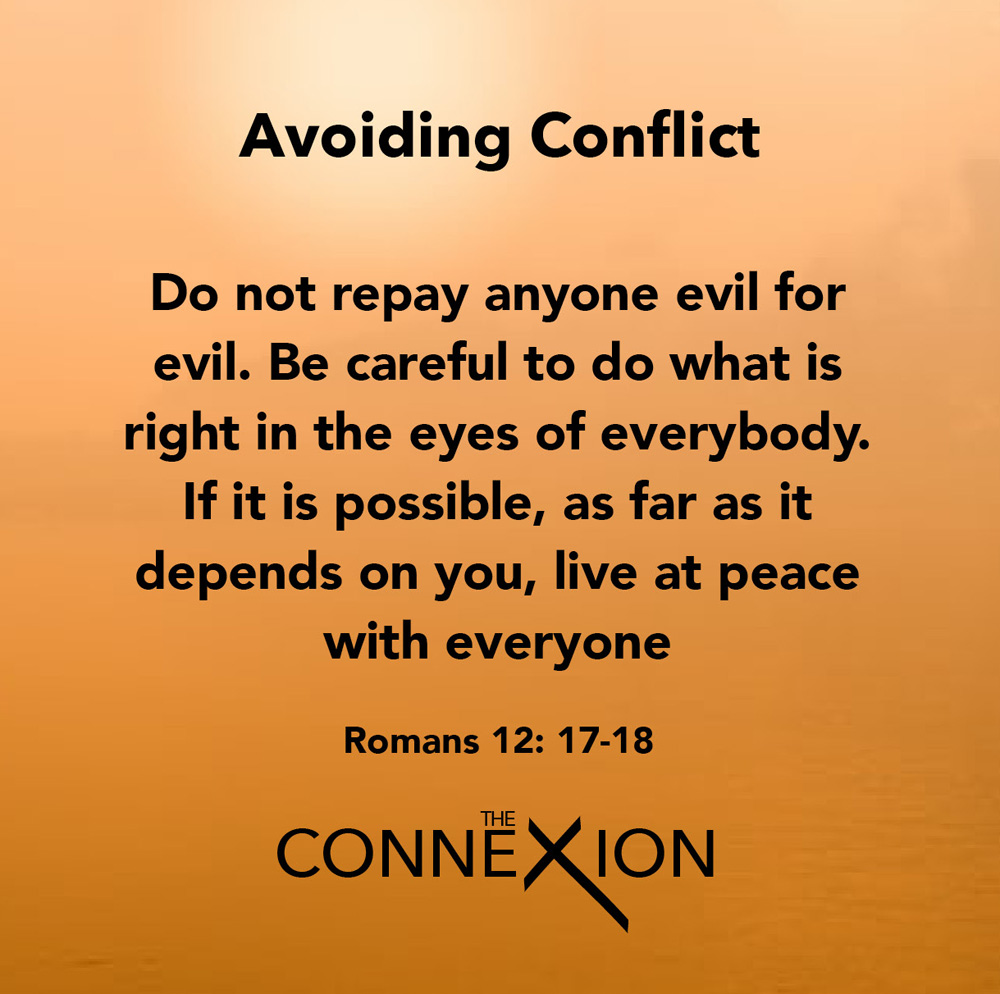 Avoiding Conflict
Do not repay anyone evil for
evil. Be careful to do what is
right in the eyes of everybody.
If it is possible, as far as it
depends on you, live at peace
with everyone
Romans 12: 17-18
THE
CONNEXION